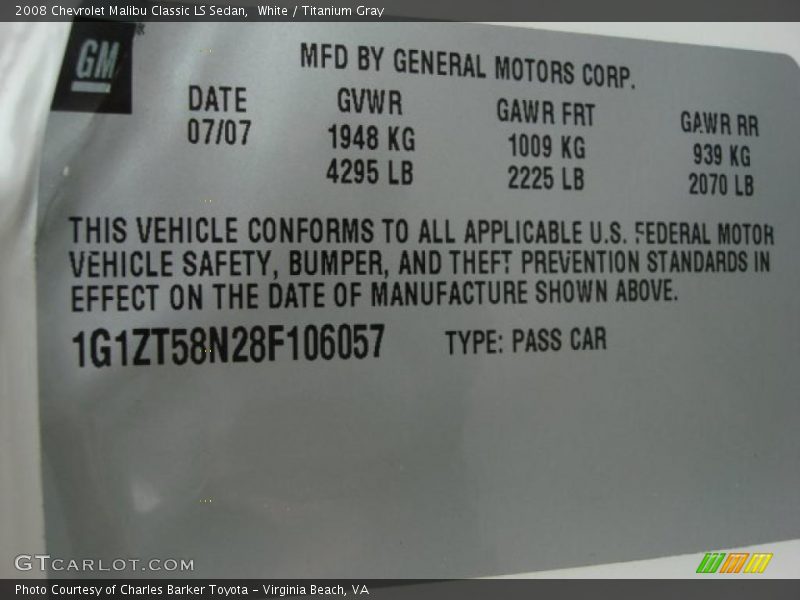 2008 Chevrolet Malibu Classic LS Sedan, White / Titanium Gray
GM
MFD BY GENERAL MOTORS CORP.
DATE GVWR GAWR FRT GAWR RR
07/07 1948 KG 1009 KG 939 KG
4295 LB 2225 LB 2070 LB
THIS VEHICLE CONFORMS TO ALL APPLICABLE U.S. FEDERAL MOTOR
VEHICLE SAFETY, BUMPER, AND THEFT PREVENTION STANDARDS IN
EFFECT ON THE DATE OF MANUFACTURE SHOWN ABOVE.
1G1ZT58N28F106057 TYPE: PASS CAR
GTCARLOT.COM
Photo Courtesy of Charles Barker Toyota - Virginia Beach, VA